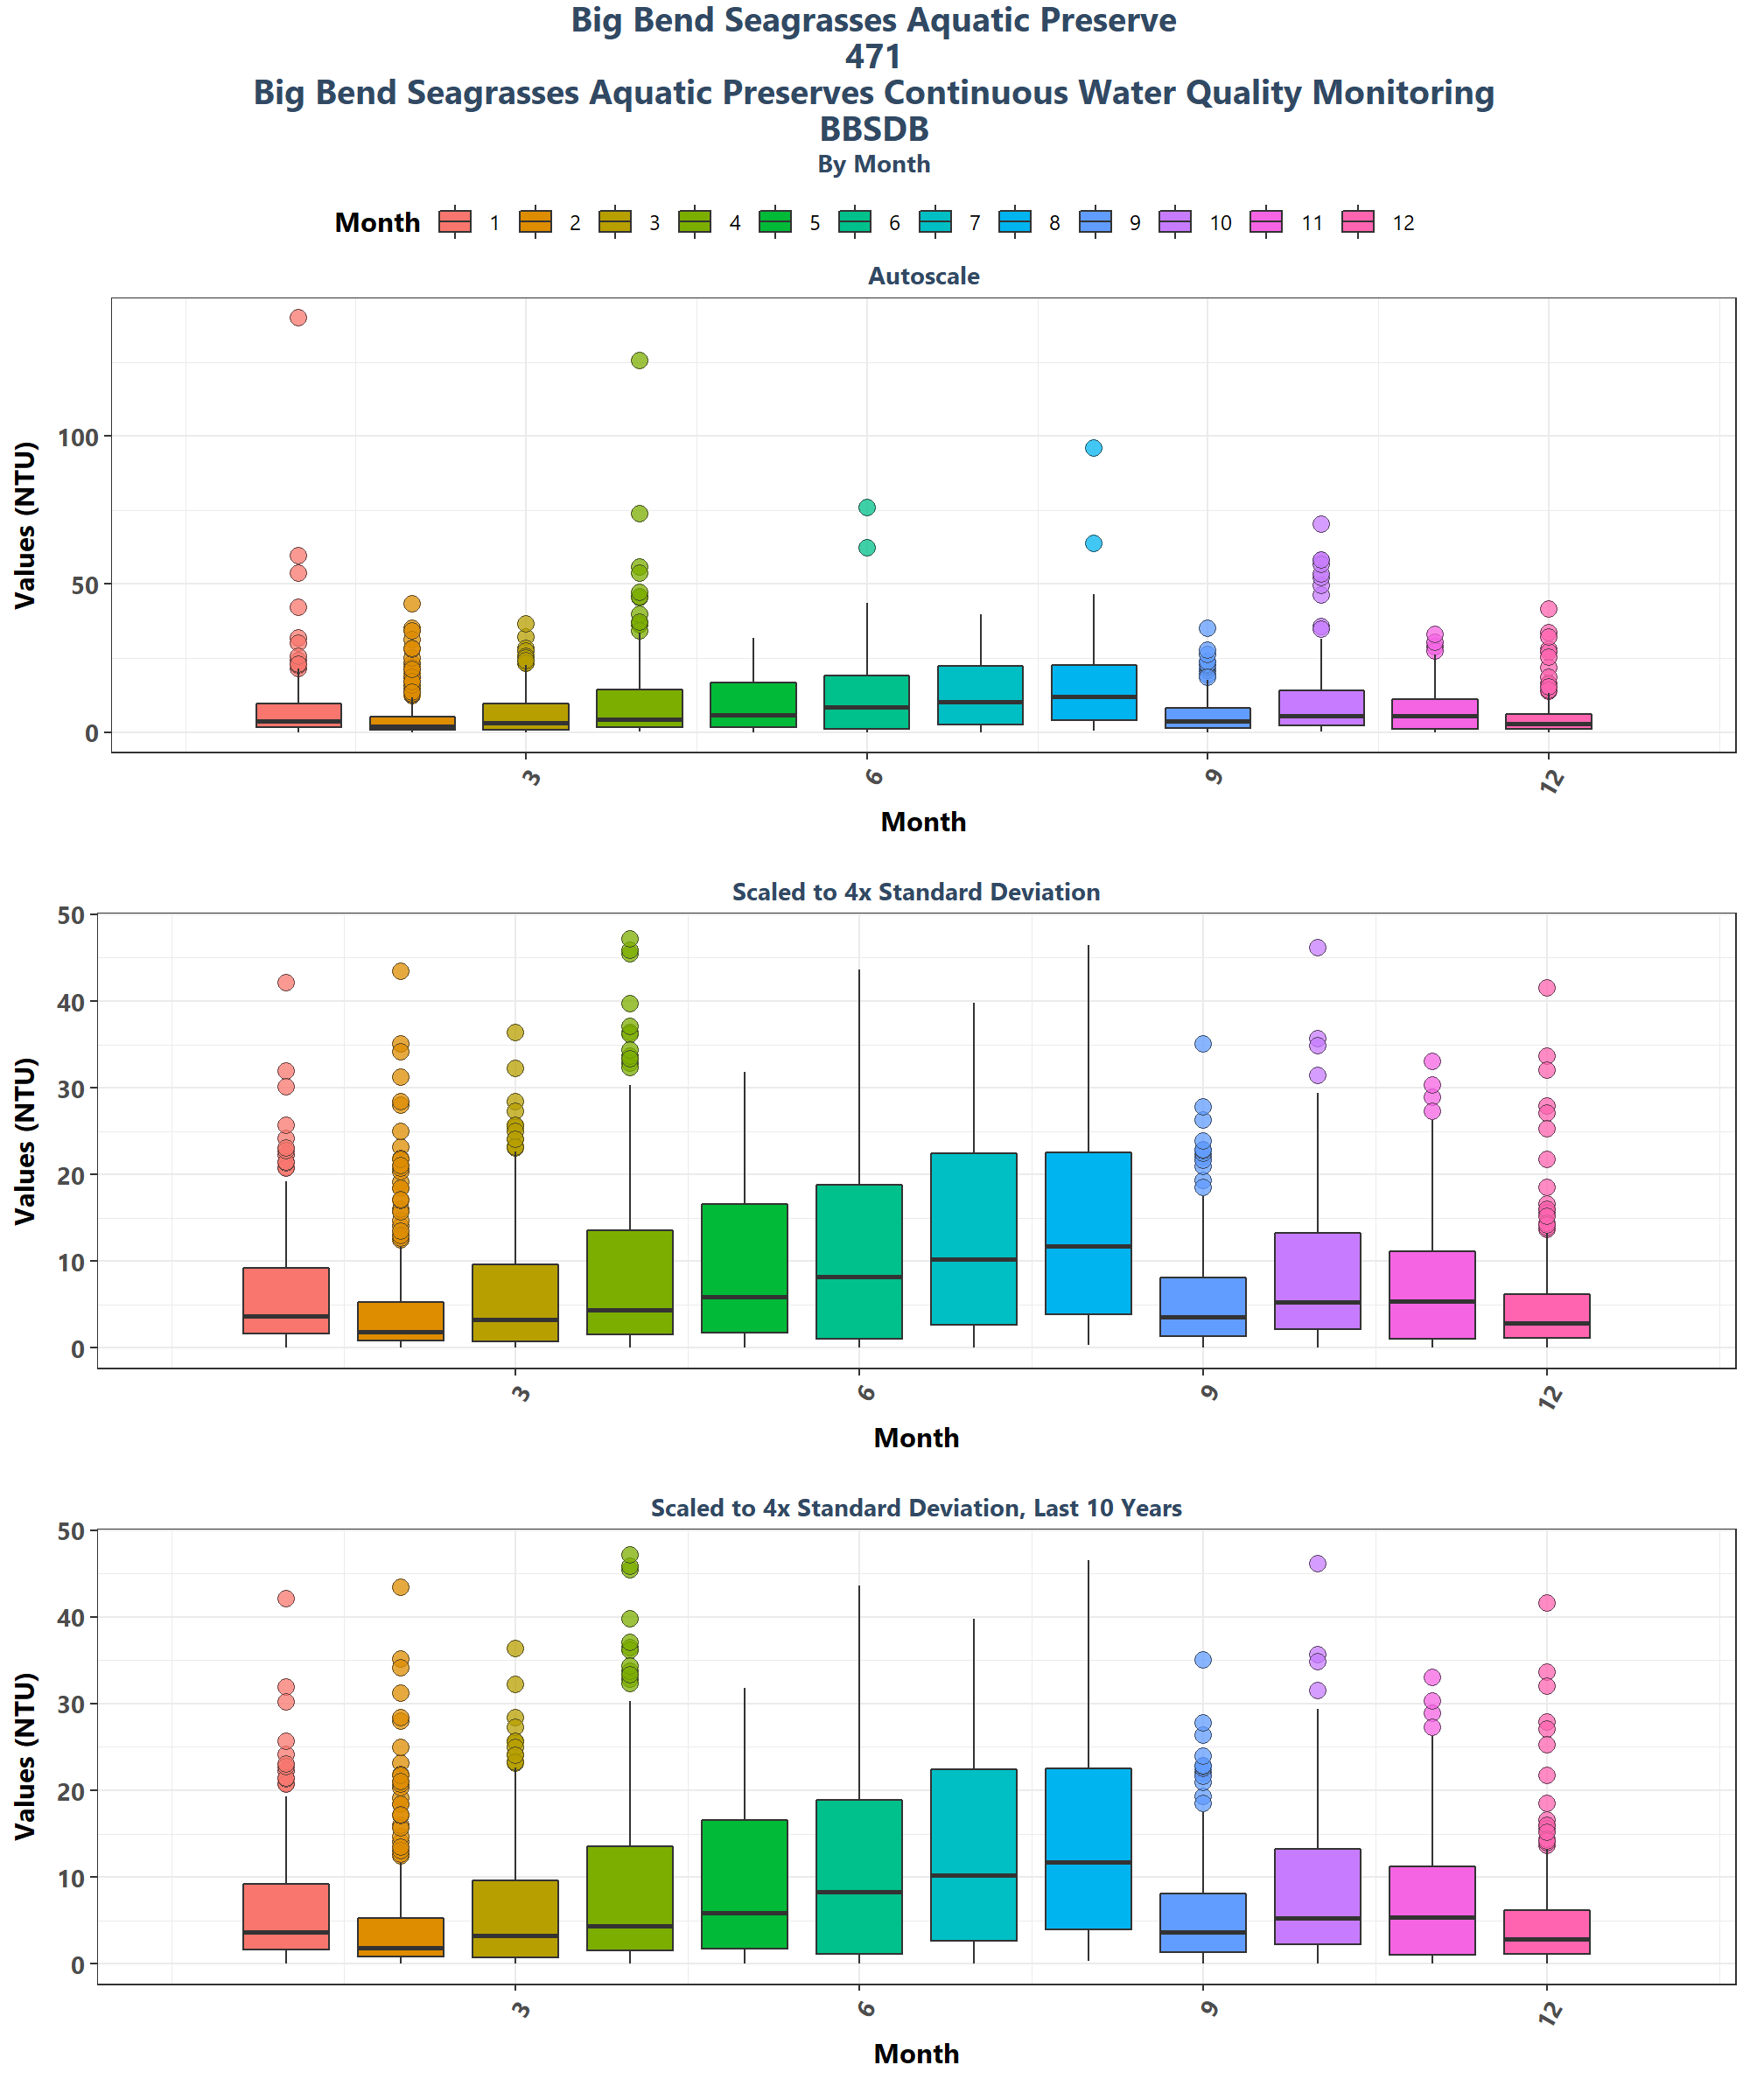 Big Bend Seagrasses Aquatic Preserve
471
Big Bend Seagrasses Aquatic Preserves Continuous Water Quality Monitoring
BBSDB
By Month
Month 1 2 3 4 5 6 7 8 9 10 11 12
Autoscale
Values (NTU)
100
50
0
3 6 9 12
Month
Scaled to 4x Standard Deviation
Values (NTU)
50
40
30
20
10
0
3 6 9 12
Month
Scaled to 4x Standard Deviation, Last 10 Years
Values (NTU)
50
40
30
20
10
0
3 6 9 12
Month